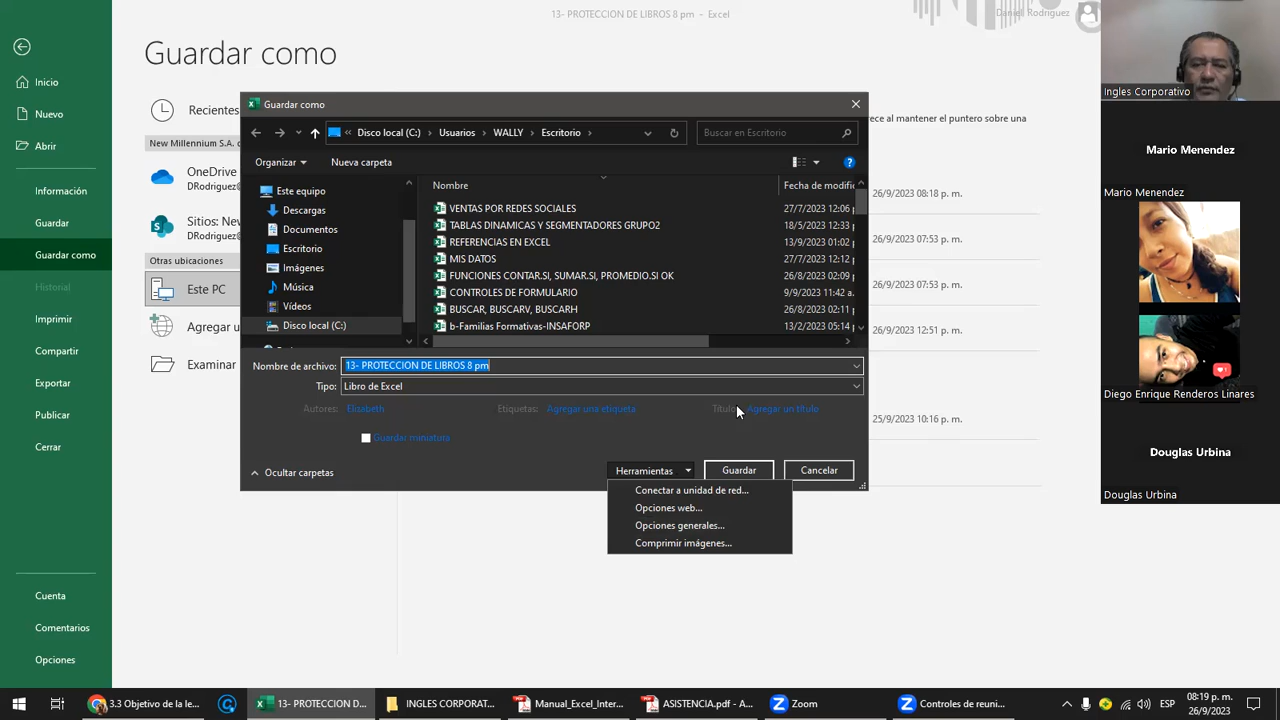 13- PROTECCION DE LIBROS 8 pm - Excel
Daniel Rodriguez
Guardar como
Inicio
Nuevo
Abrir
Información
Guardar
Guardar como
Historial
Imprimir
Compartir
Exportar
Publicar
Cerrar
Cuenta
Comentarios
Opciones
Recientes
New Millennium S.A.
OneDrive
DRodriguez@
Sitios: New
DRodriguez@
Otras ubicaciones
Este PC
Agregar u
Examinar
rece al mantener el puntero sobre una
26/9/2023 08:18 p. m.
26/9/2023 07:53 p. m.
26/9/2023 07:53 p. m.
26/9/2023 12:51 p. m.
25/9/2023 10:16 p. m.
Guardar como
Disco local (C:) Usuarios WALLY Escritorio
Buscar en Escritorio
Organizar Nueva carpeta
Este equipo
Descargas
Documentos
Escritorio
Imágenes
Música
Vídeos
Disco local (C:)
Nombre Fecha de modifi
VENTAS POR REDES SOCIALES 27/7/2023 12:06
TABLAS DINAMICAS Y SEGMENTADORES GRUPO2 18/5/2023 12:33
REFERENCIAS EN EXCEL 13/9/2023 01:02
MIS DATOS 27/7/2023 12:12
FUNCIONES CONTAR.SI, SUMAR.SI, PROMEDIO.SI OK 26/8/2023 02:09
CONTROLES DE FORMULARIO 9/9/2023 11:42 a.
BUSCAR, BUSCARV, BUSCARH 26/8/2023 02:11
b-Familias Formativas-INSAFORP 13/2/2023 05:14
Nombre de archivo: 13- PROTECCION DE LIBROS 8 pm
Tipo: Libro de Excel
Autores: Elizabeth Etiquetas: Agregar una etiqueta Título: Agregar un título
Guardar miniatura
Ocultar carpetas
Herramientas Guardar Cancelar
Conectar a unidad de red...
Opciones web...
Opciones generales...
Comprimir imágenes...
Ingles Corporativo
Mario Menendez
Mario Menendez
Diego Enrique Renderos Linares
Douglas Urbina
Douglas Urbina
3.3 Objetivo de la le...
13- PROTECCION D...
INGLES CORPORAT...
Manual_Excel_Inter...
ASISTENCIA.pdf - A...
Zoom
Controles de reuni...
ESP
08:19 p. m.
26/9/2023